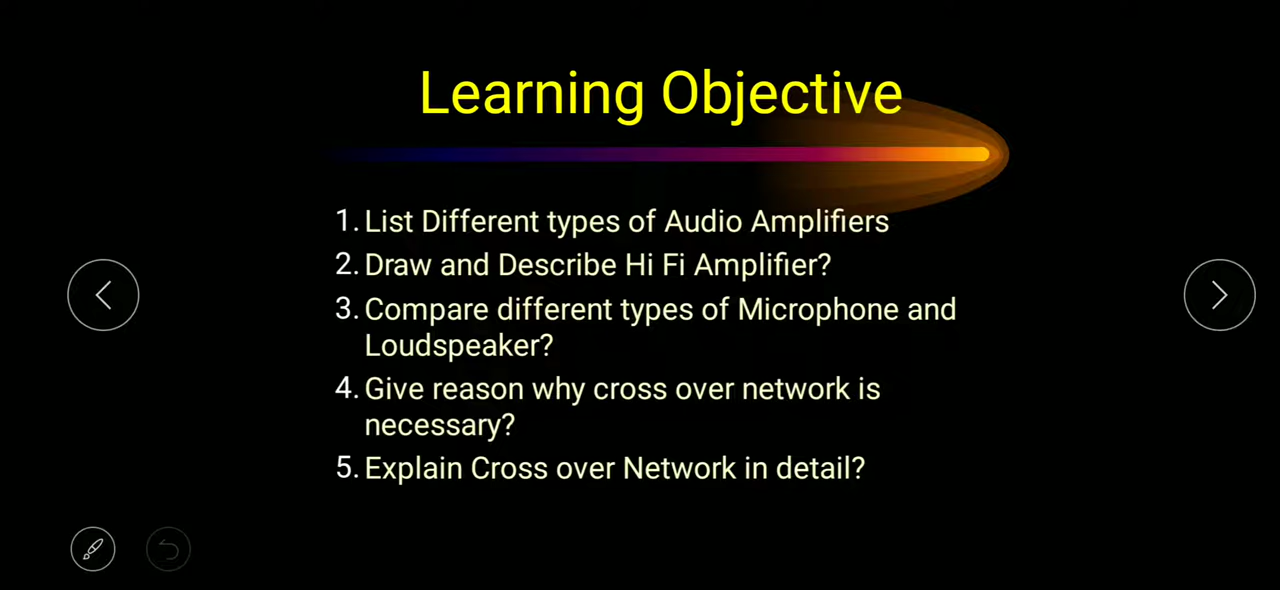 Learning Objective
1. List Different types of Audio Amplifiers
2. Draw and Describe Hi Fi Amplifier?
3. Compare different types of Microphone and
Loudspeaker?
4. Give reason why cross over network is
necessary?
5. Explain Cross over Network in detail?